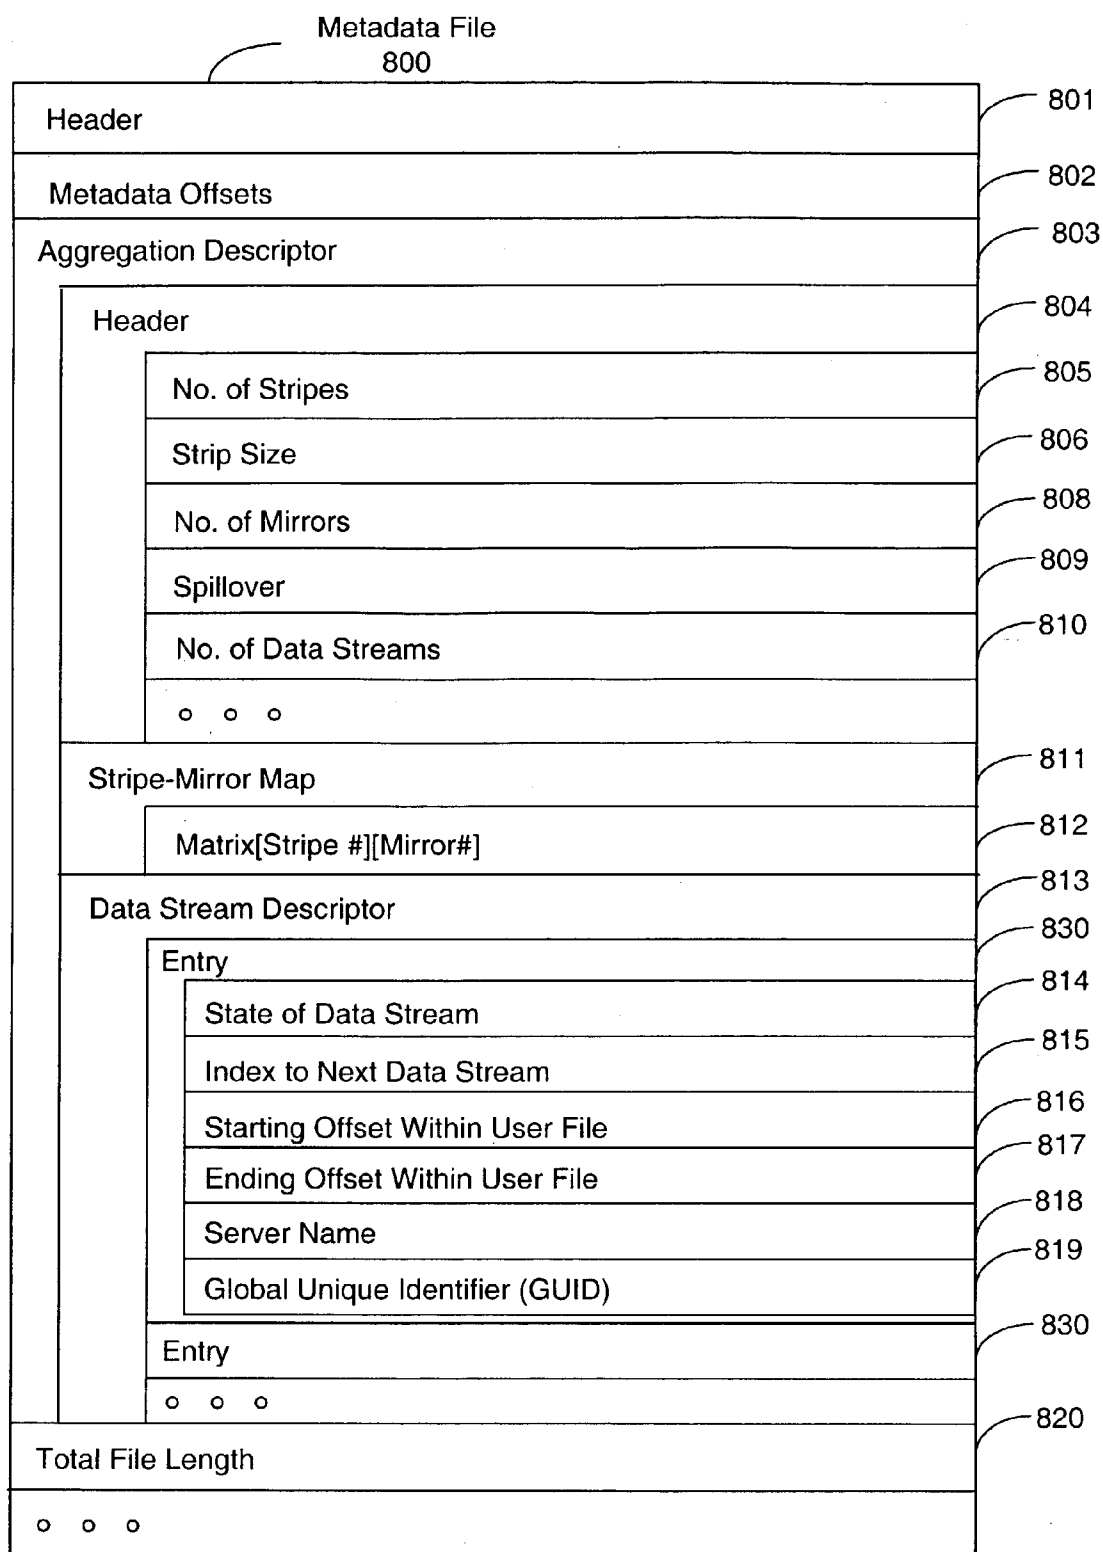 Metadata File
800
Header 801
Metadata Offsets 802
Aggregation Descriptor 803
Header 804
No. of Stripes 805
Strip Size 806
No. of Mirrors 808
Spillover 809
No. of Data Streams 810
Stripe-Mirror Map 811
Matrix[Stripe #][Mirror#] 812
Data Stream Descriptor 813
Entry 830
State of Data Stream 814
Index to Next Data Stream 815
Starting Offset Within User File 816
Ending Offset Within User File 817
Server Name 818
Global Unique Identifier (GUID) 819
Entry 830
Total File Length 820